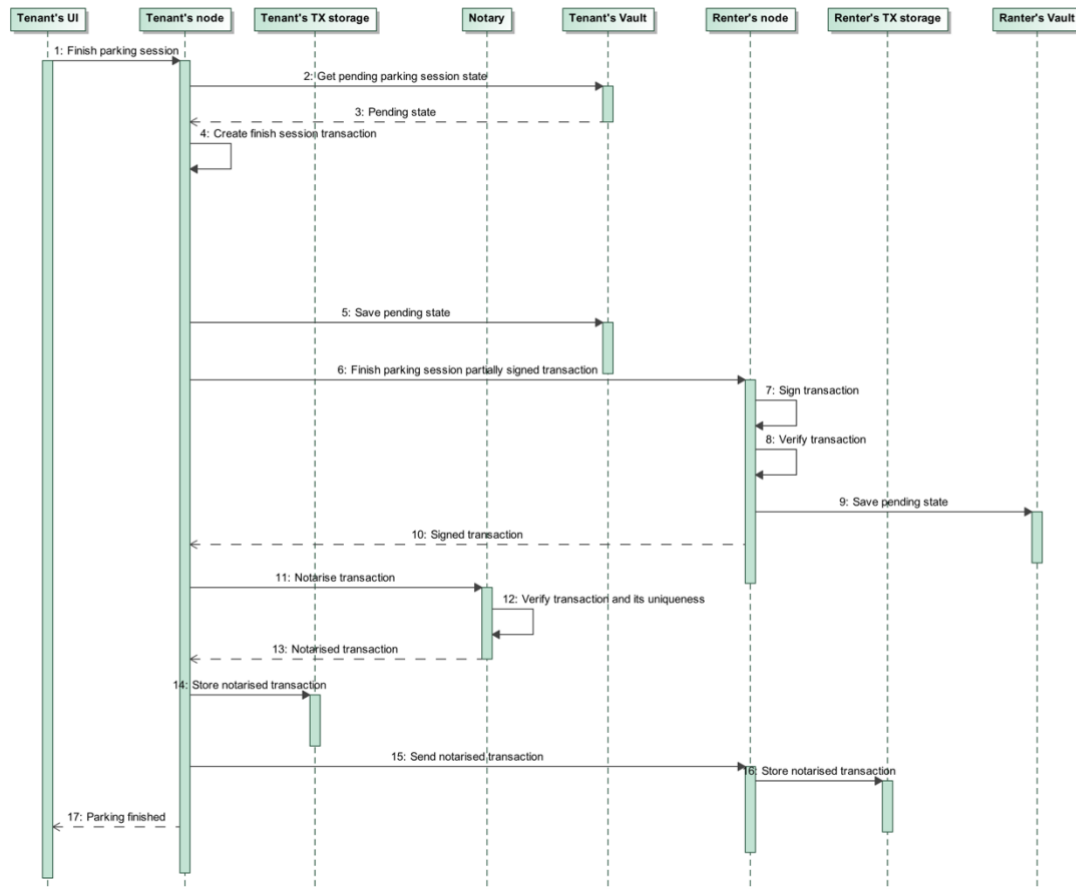 Tenant's UI
Tenant's node
Tenant's TX storage
Notary
Tenant's Vault
Renter's node
Renter's TX storage
Ranter's Vault
1: Finish parking session
2: Get pending parking session state
3: Pending state
4: Create finish session transaction
5: Save pending state
6: Finish parking session partially signed transaction
7: Sign transaction
8: Verify transaction
9: Save pending state
10: Signed transaction
11: Notarise transaction
12: Verify transaction and its uniqueness
13: Notarised transaction
14: Store notarised transaction
15: Send notarised transaction
16: Store notarised transaction
17: Parking finished